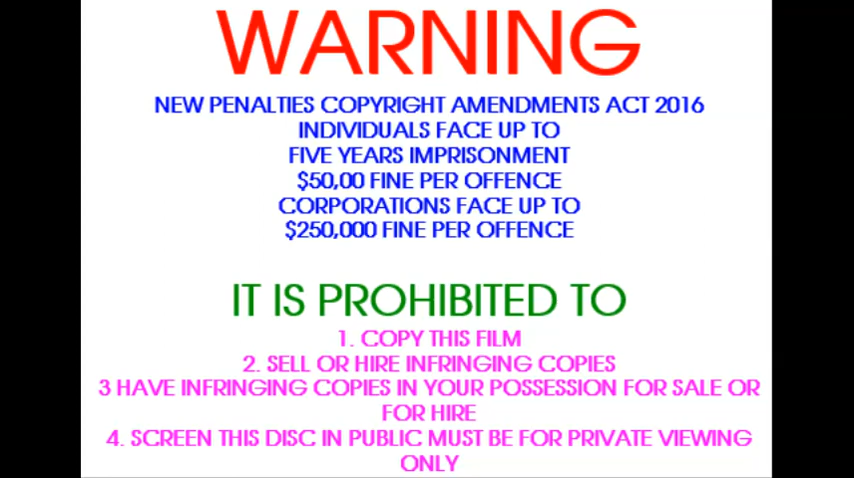 WARNING
NEW PENALTIES COPYRIGHT AMENDMENTS ACT 2016
INDIVIDUALS FACE UP TO
FIVE YEARS IMPRISONMENT
$50,00 FINE PER OFFENCE
CORPORATIONS FACE UP TO
$250,000 FINE PER OFFENCE
IT IS PROHIBITED TO
1. COPY THIS FILM
2. SELL OR HIRE INFRINGING COPIES
3 HAVE INFRINGING COPIES IN YOUR POSSESSION FOR SALE OR
FOR HIRE
4. SCREEN THIS DISC IN PUBLIC MUST BE FOR PRIVATE VIEWING
ONLY